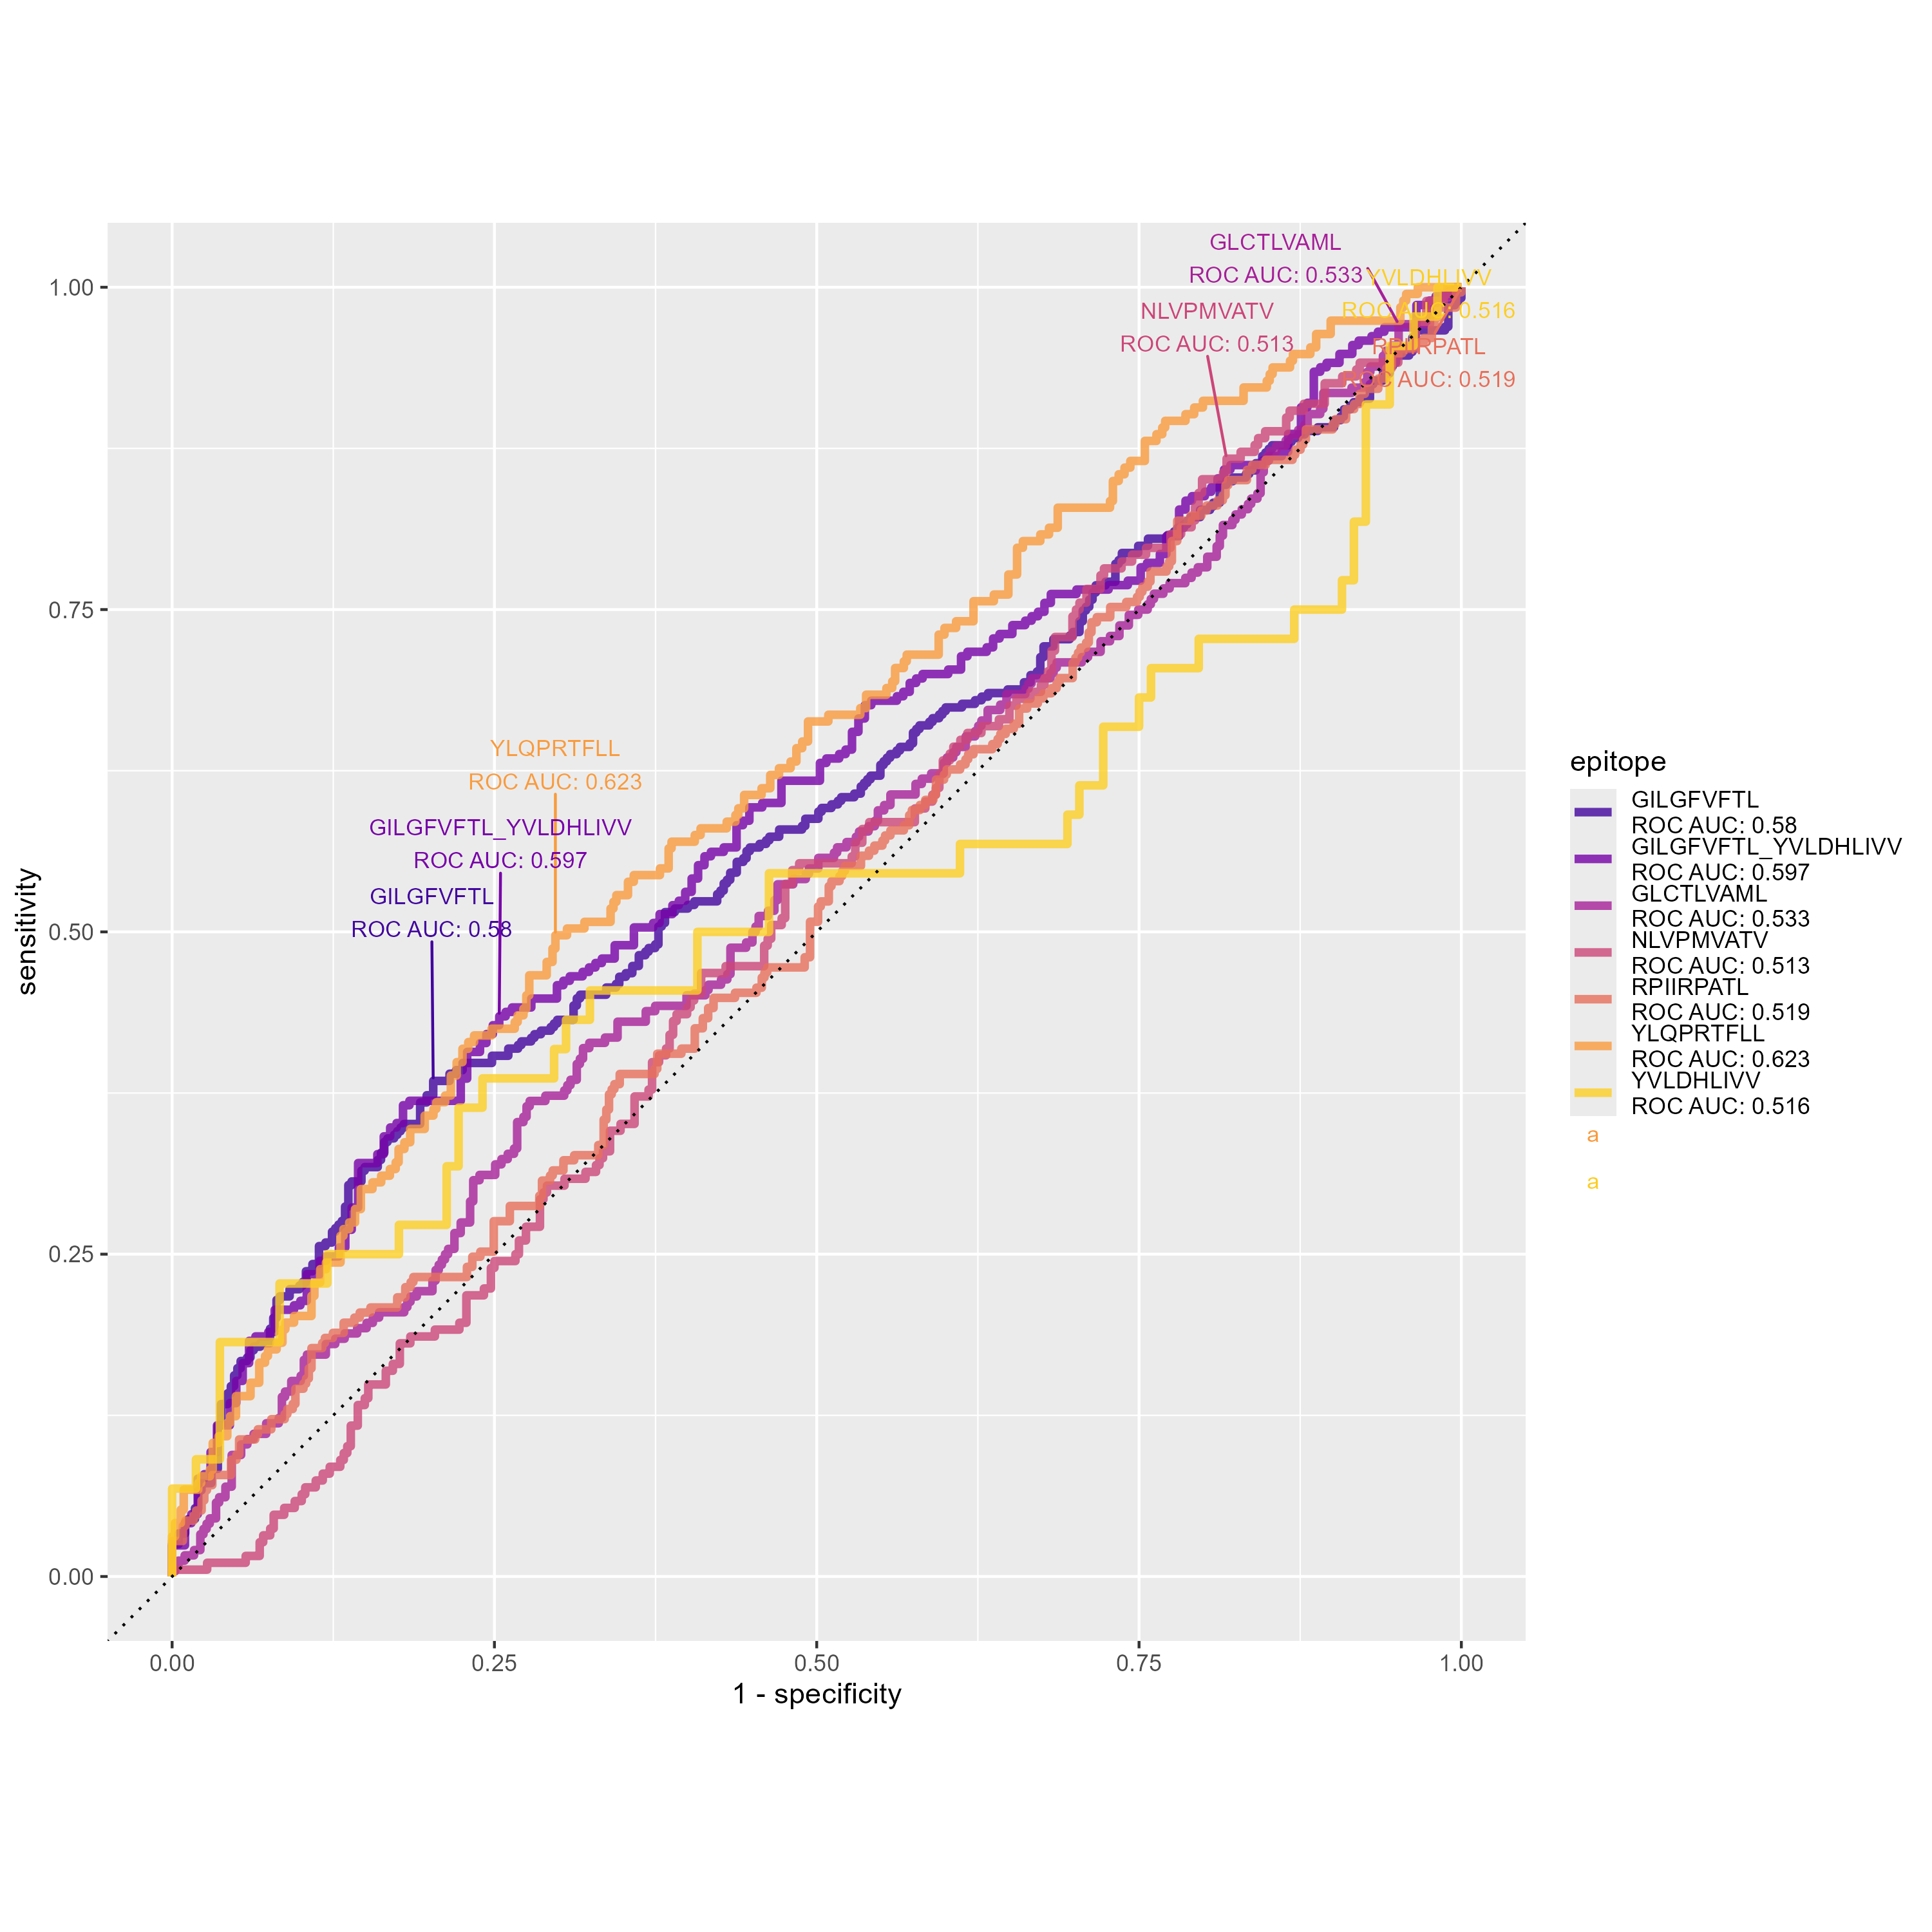 GLCTLVAML
ROC AUC: 0.533
YVLDHLIVV
ROC AUC: 0.516
NLVPMVATV
ROC AUC: 0.513
RPIIRPATL
ROC AUC: 0.519
YLQPRTFLL
ROC AUC: 0.623
GILGFVFTL_YVLDHLIVV
ROC AUC: 0.597
GILGFVFTL
ROC AUC: 0.58
1.00
0.75
0.50
0.25
0.00
sensitivity
0.00
0.25
0.50
0.75
1.00
1 - specificity
epitope
GILGFVFTL
ROC AUC: 0.58
GILGFVFTL_YVLDHLIVV
ROC AUC: 0.597
GLCTLVAML
ROC AUC: 0.533
NLVPMVATV
ROC AUC: 0.513
RPIIRPATL
ROC AUC: 0.519
YLQPRTFLL
ROC AUC: 0.623
YVLDHLIVV
ROC AUC: 0.516
a
a